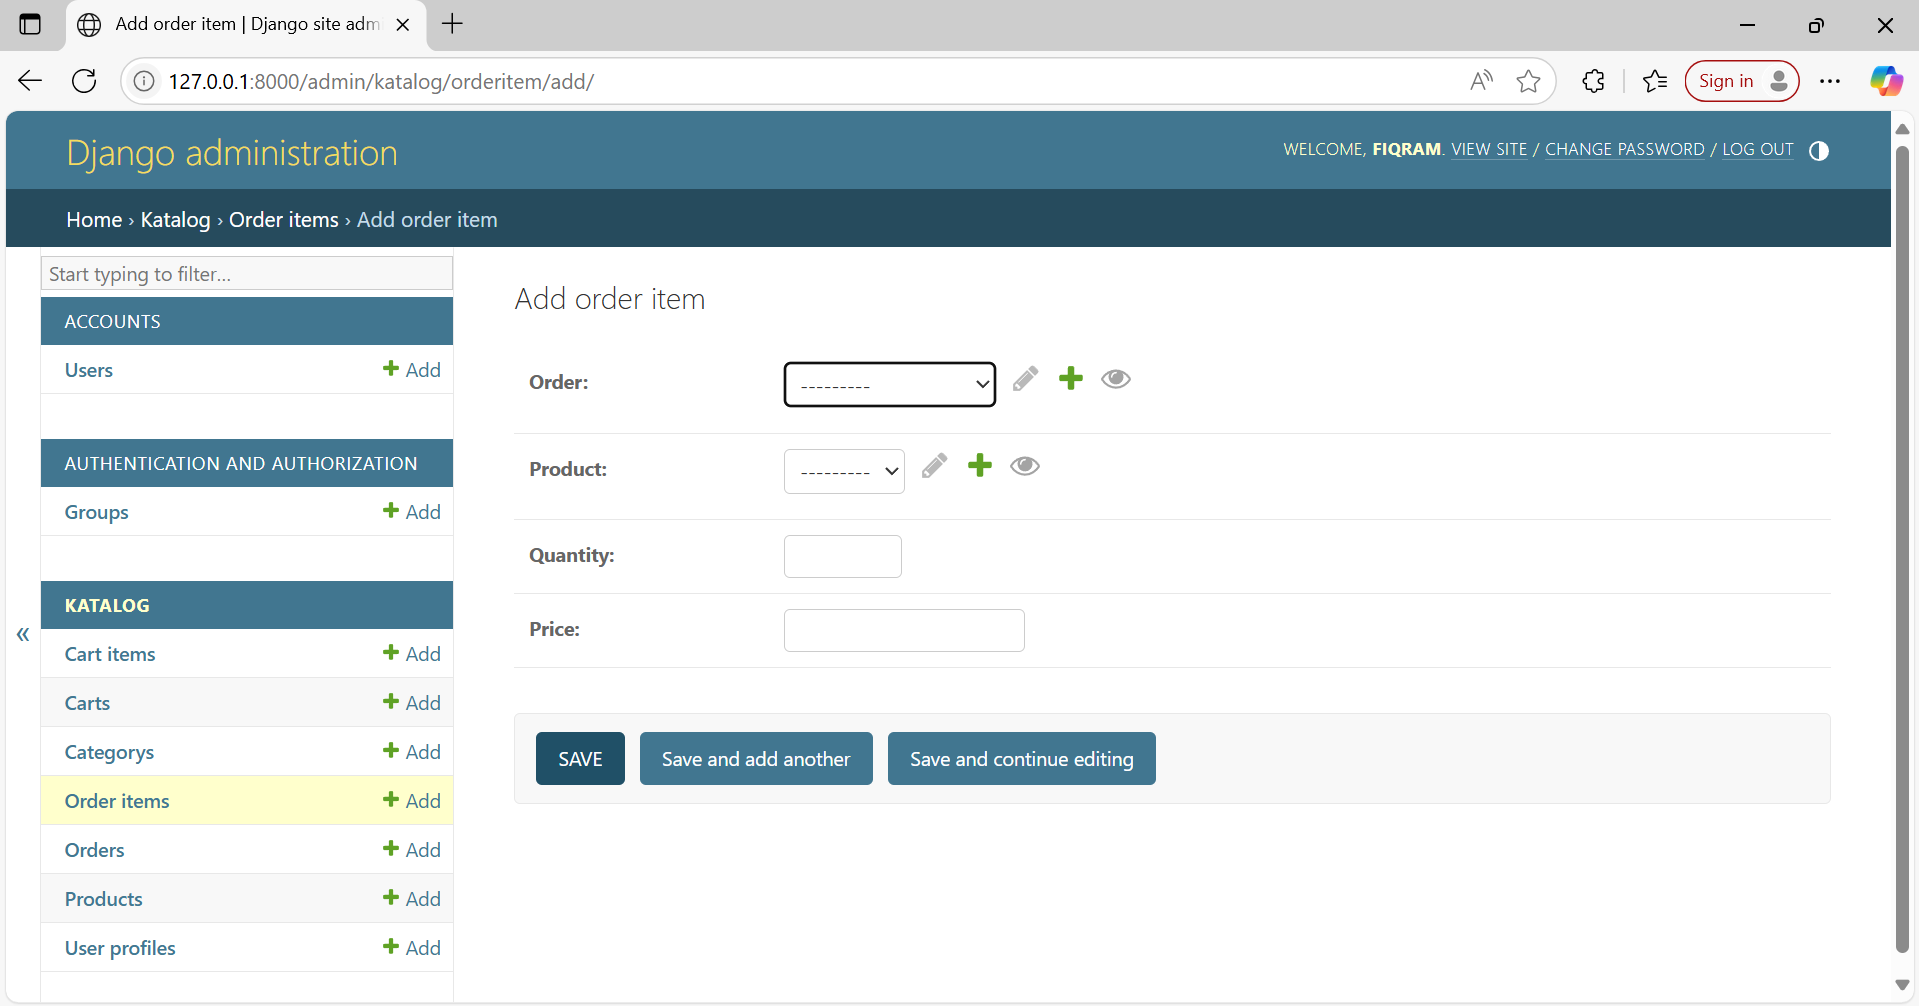 Add order item | Django site adm
127.0.0.1:8000/admin/katalog/orderitem/add/
Sign in
Django administration
WELCOME, FIQRAM. VIEW SITE / CHANGE PASSWORD / LOG OUT
Home › Katalog › Order items › Add order item
Start typing to filter...
ACCOUNTS
Users Add
AUTHENTICATION AND AUTHORIZATION
Groups Add
KATALOG
«
Cart items Add
Carts Add
Categorys Add
Order items Add
Orders Add
Products Add
User profiles Add
Add order item
Order: ---------
Product: ---------
Quantity:
Price:
SAVE Save and add another Save and continue editing